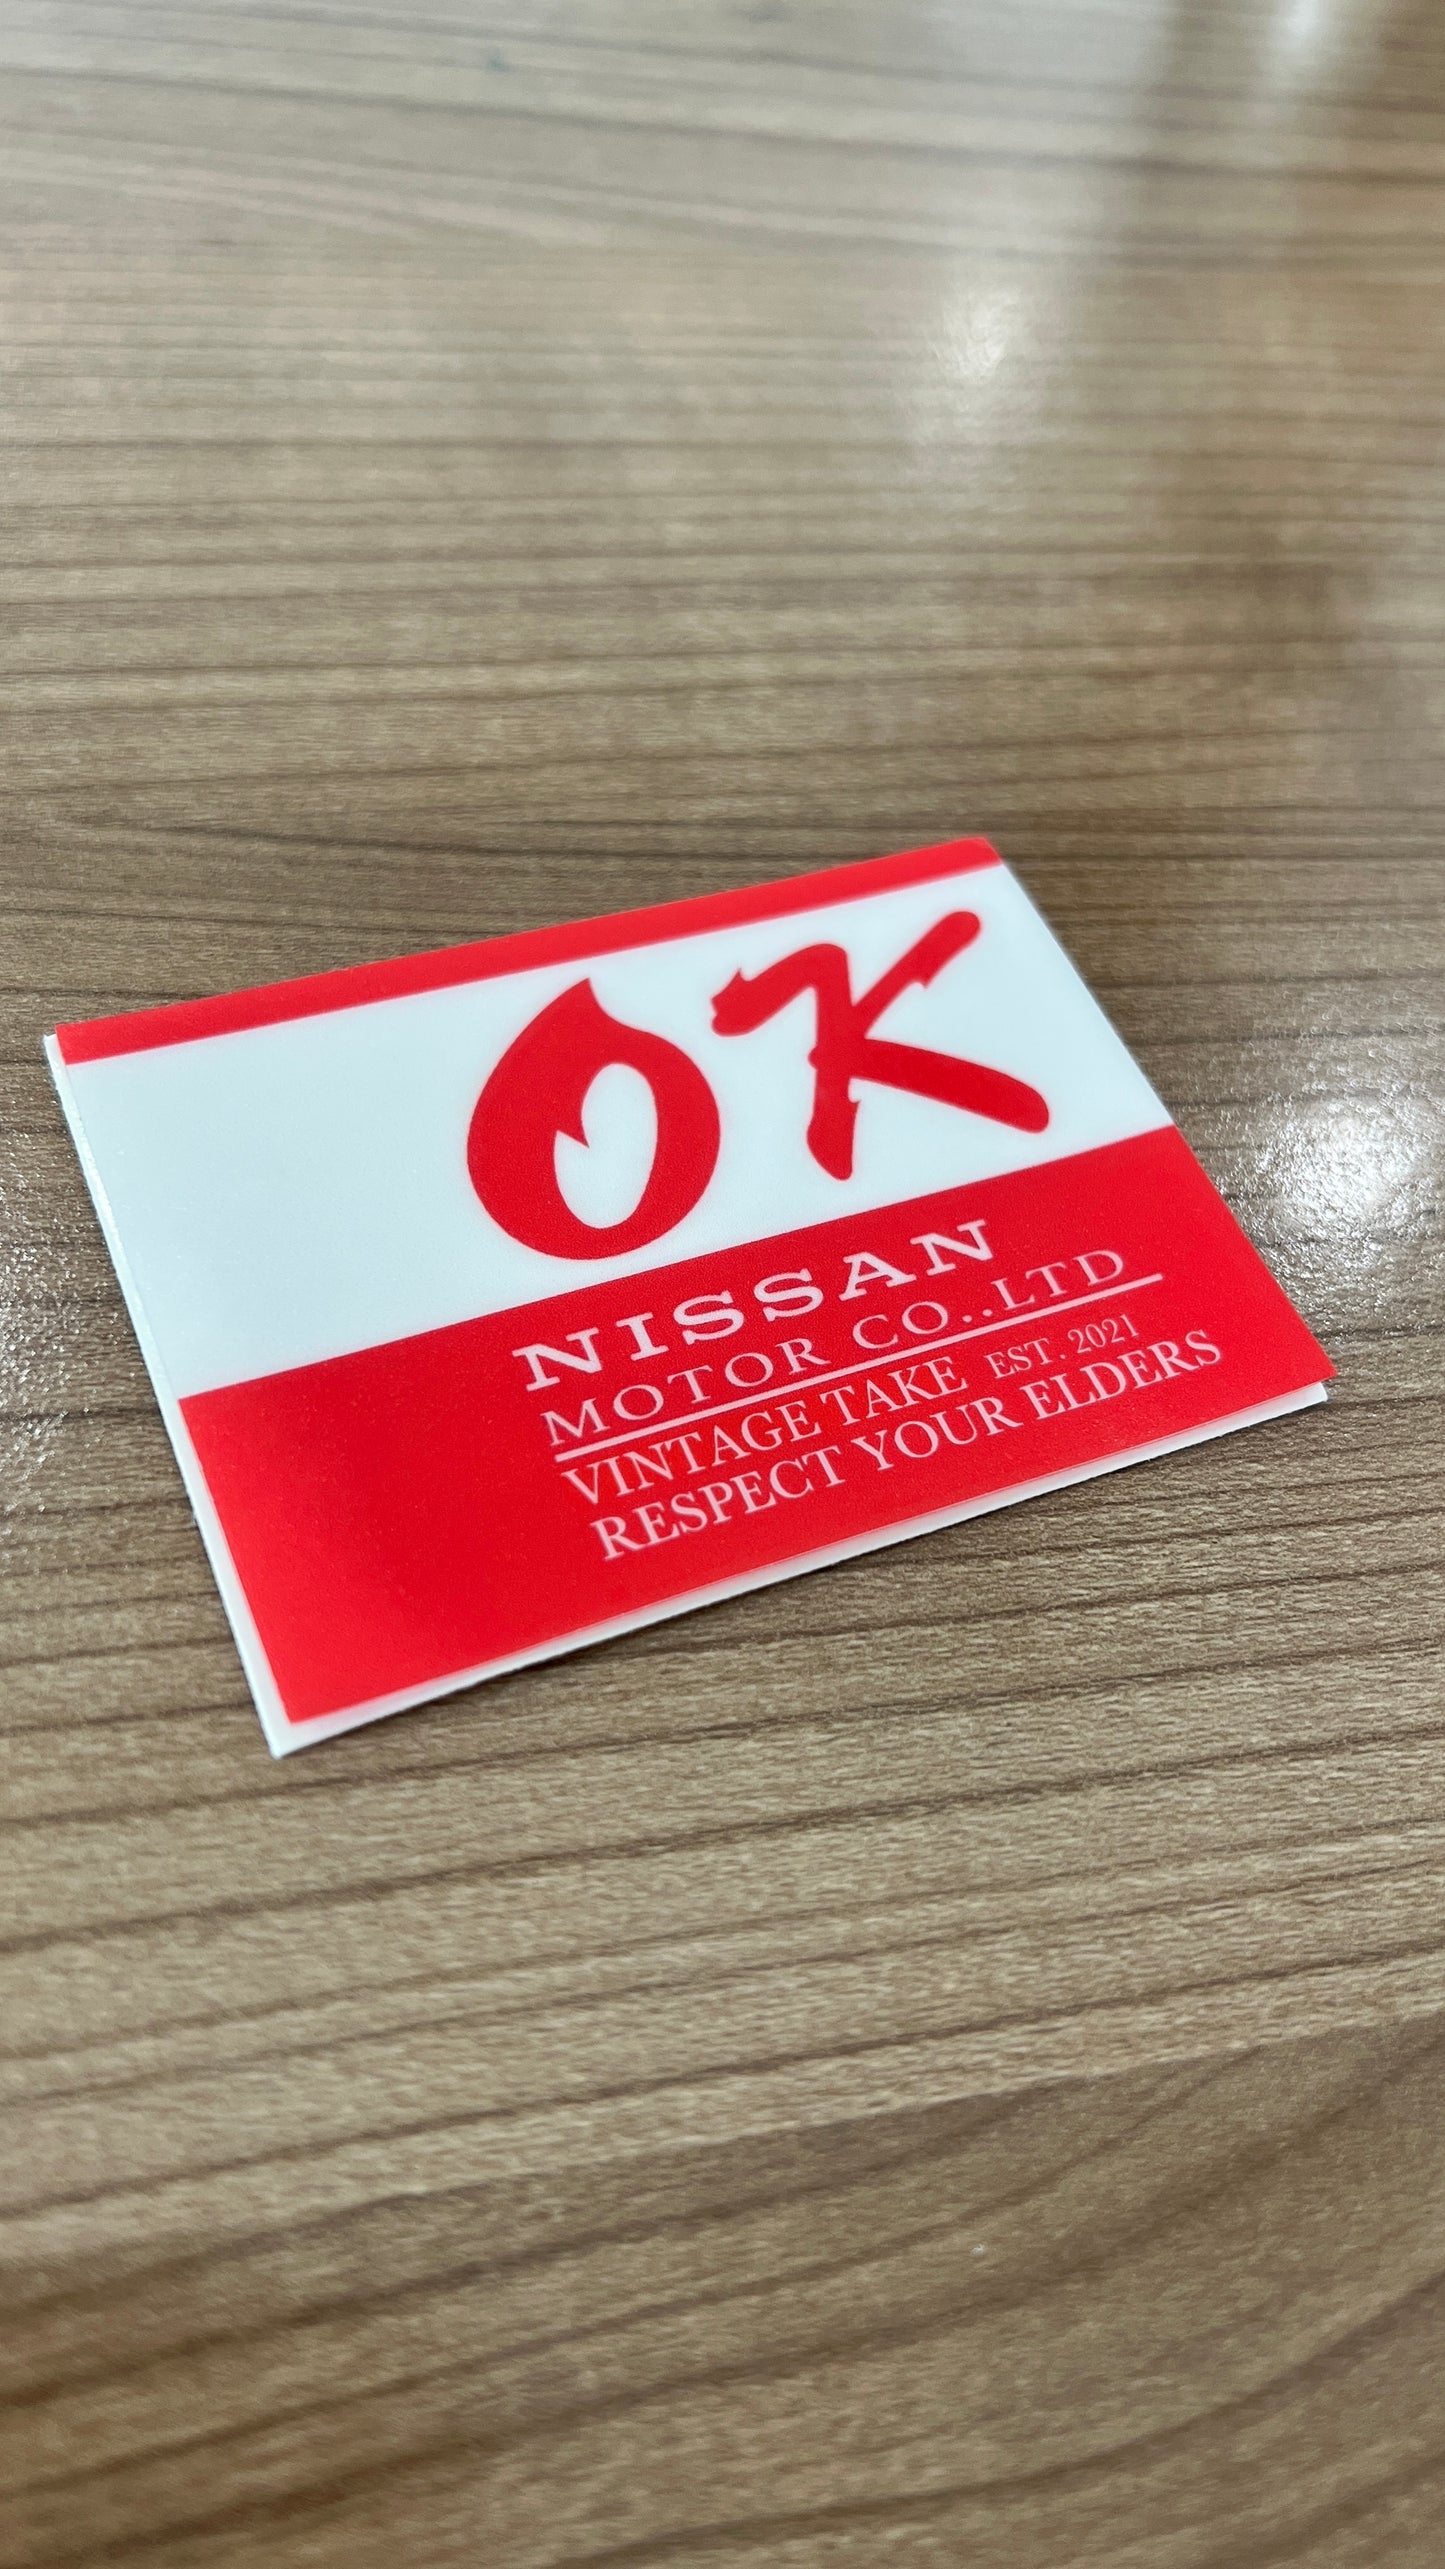 OK
NISSAN
MOTOR CO..LTD
VINTAGE TAKE EST. 2021
RESPECT YOUR ELDERS